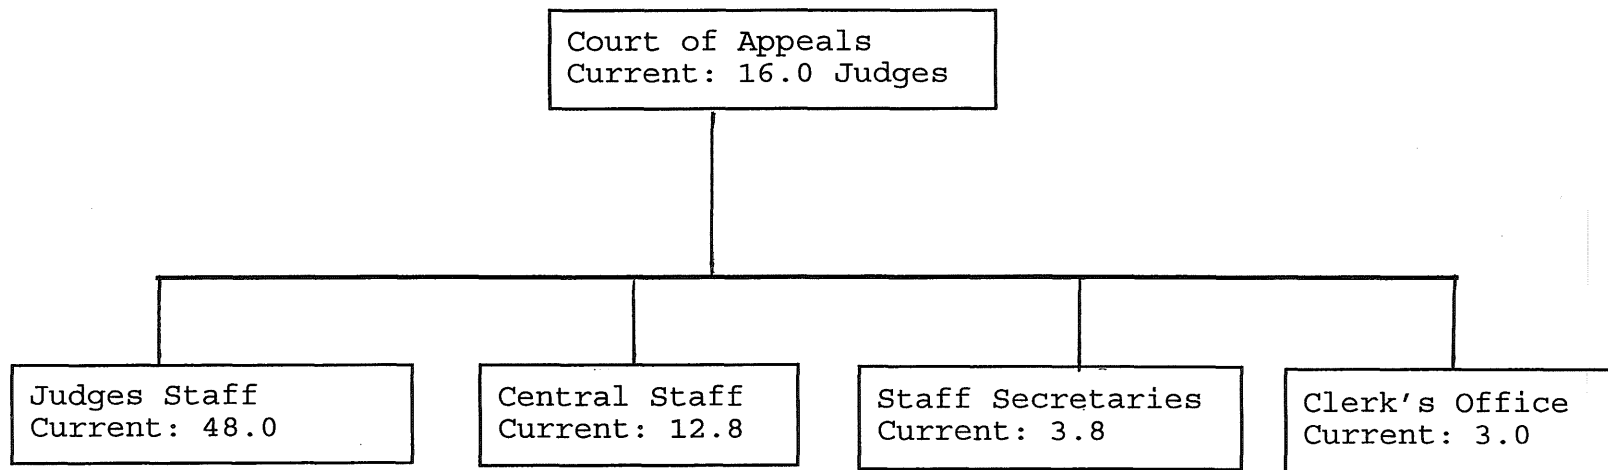 Court of Appeals
Current: 16.0 Judges
Judges Staff
Current: 48.0
Central Staff
Current: 12.8
Staff Secretaries
Current: 3.8
Clerk's Office
Current: 3.0